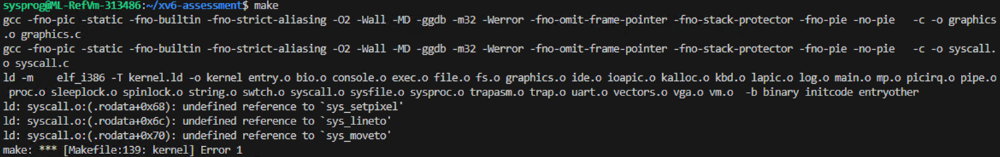 sysprog@ML-RefVm-313486:~/xv6-assessment$ make
gcc -fno-pic -static -fno-builtin -fno-strict-aliasing -O2 -Wall -MD -ggdb -m32 -Werror -fno-omit-frame-pointer -fno-stack-protector -fno-pie -no-pie   -c -o graphics
.o graphics.c
gcc -fno-pic -static -fno-builtin -fno-strict-aliasing -O2 -Wall -MD -ggdb -m32 -Werror -fno-omit-frame-pointer -fno-stack-protector -fno-pie -no-pie   -c -o syscall.
o syscall.c
ld -m    elf_i386 -T kernel.ld -o kernel entry.o bio.o console.o exec.o file.o fs.o graphics.o ide.o ioapic.o kalloc.o kbd.o lapic.o log.o main.o mp.o picirq.o pipe.o
 proc.o sleeplock.o spinlock.o string.o swtch.o syscall.o sysfile.o sysproc.o trapasm.o trap.o uart.o vectors.o vga.o vm.o  -b binary initcode entryother
ld: syscall.o:(.rodata+0x68): undefined reference to `sys_setpixel'
ld: syscall.o:(.rodata+0x6c): undefined reference to `sys_lineto'
ld: syscall.o:(.rodata+0x70): undefined reference to `sys_moveto'
make: *** [Makefile:139: kernel] Error 1